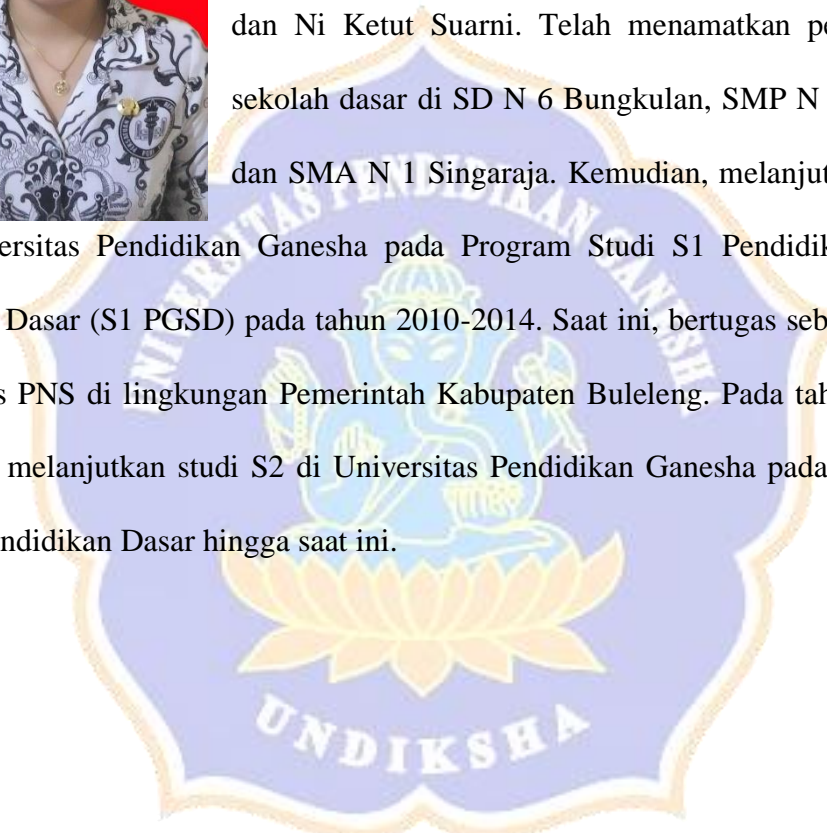 dan Ni Ketut Suarni. Telah menamatkan pe
sekolah dasar di SD N 6 Bungkulan, SMP N
dan SMA N 1 Singaraja. Kemudian, melanjut
ersitas Pendidikan Ganesha pada Program Studi S1 Pendidik
Dasar (S1 PGSD) pada tahun 2010-2014. Saat ini, bertugas seb
s PNS di lingkungan Pemerintah Kabupaten Buleleng. Pada tah
melanjutkan studi S2 di Universitas Pendidikan Ganesha pada
ndidikan Dasar hingga saat ini.
UNIVERSITAS PENDIDIKAN GANESHA
UNDIKSHA